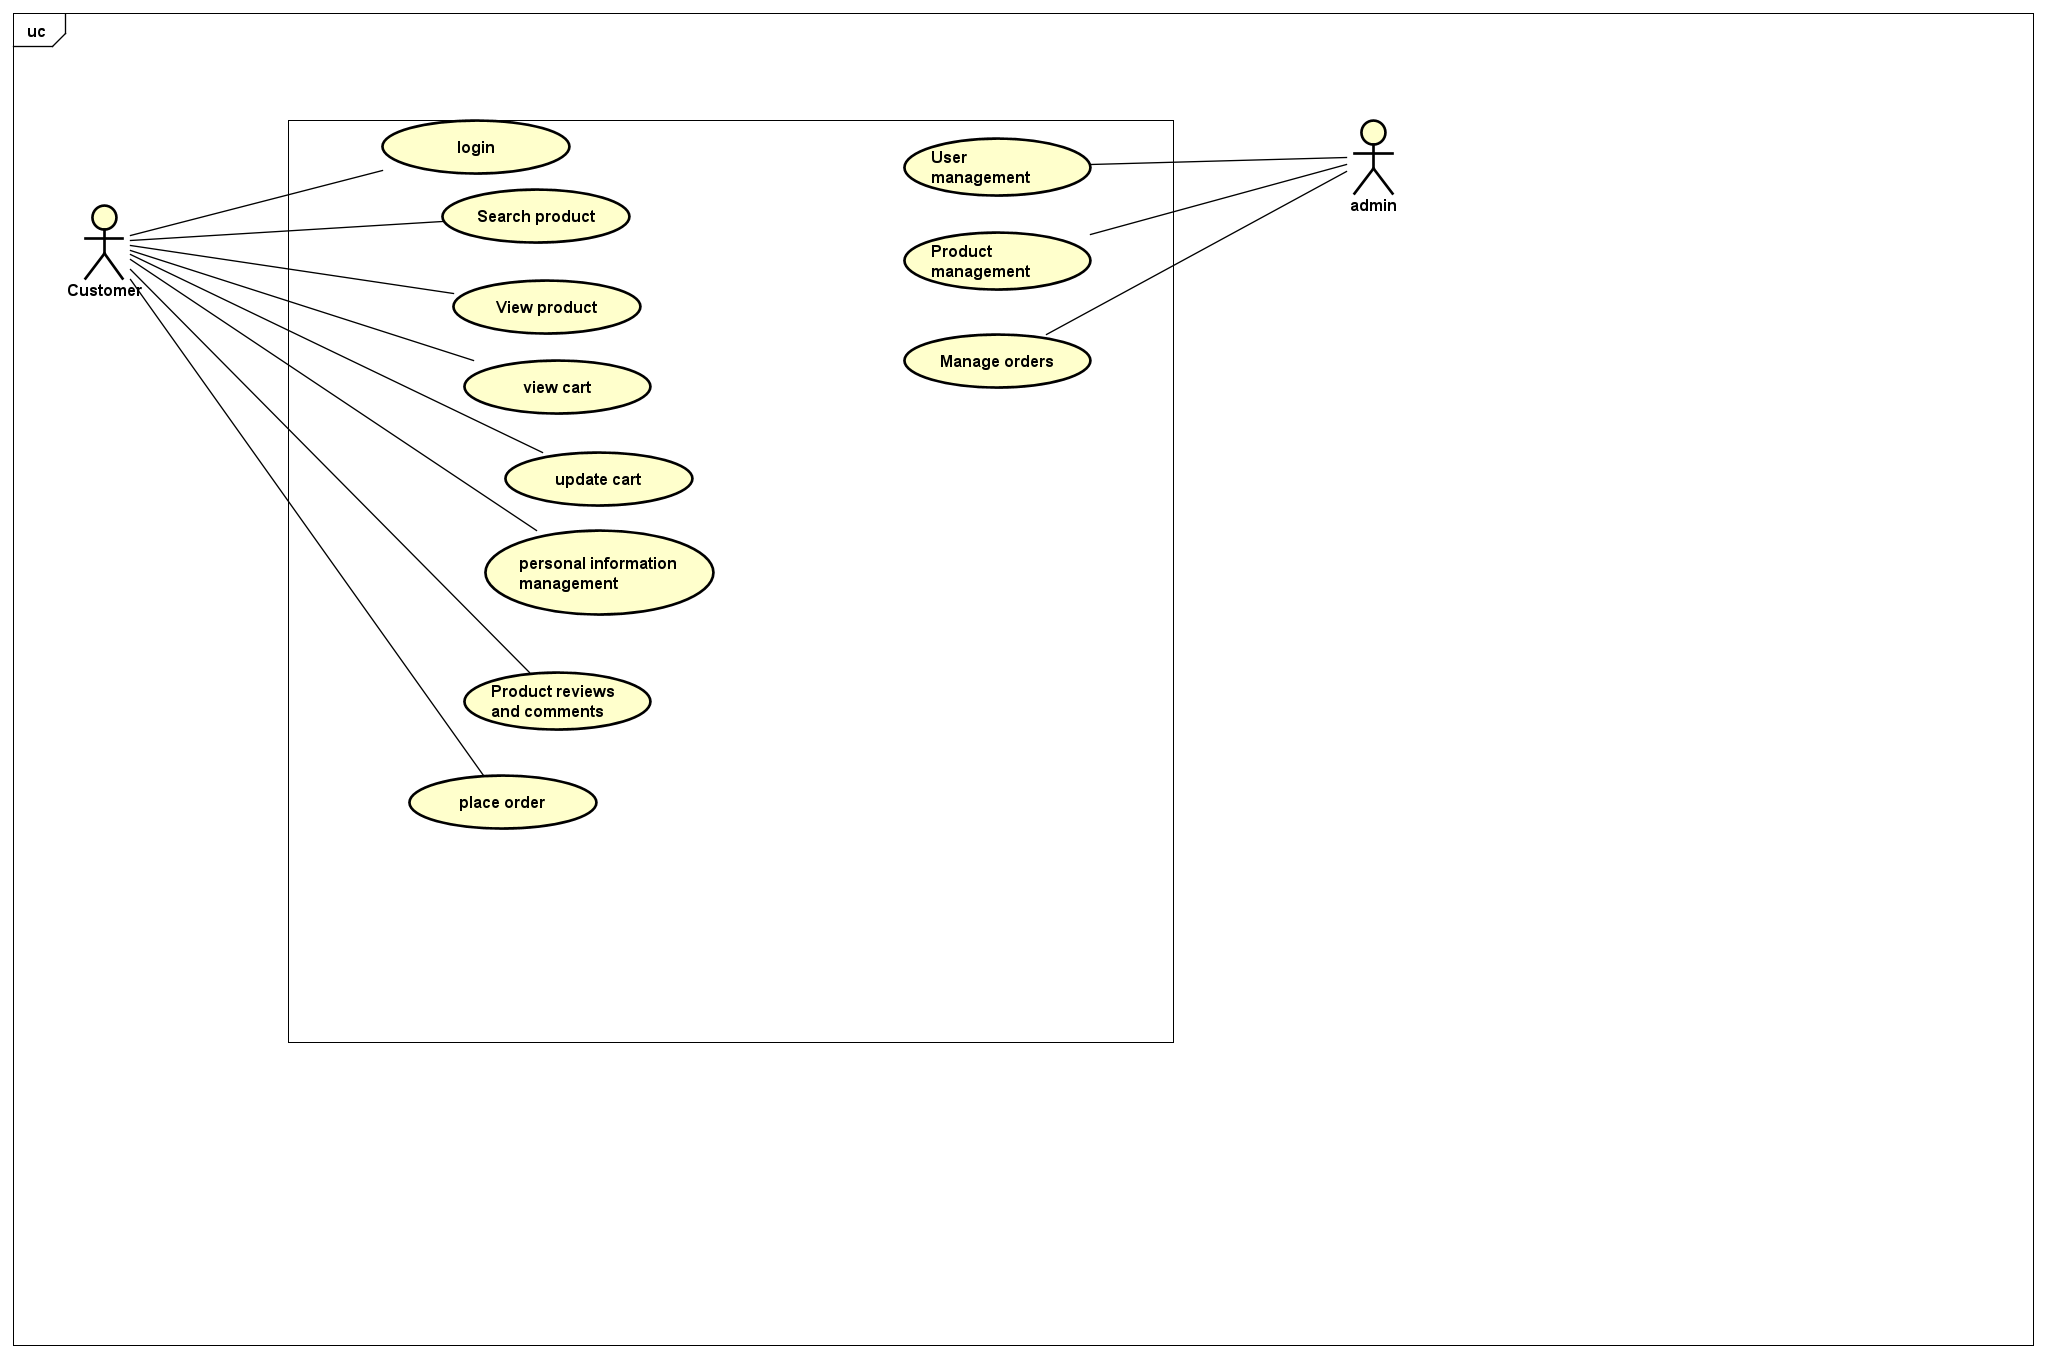 uc
login
Search product
View product
view cart
update cart
personal information
management
Product reviews
and comments
place order
Customer
User
management
Product
management
Manage orders
admin